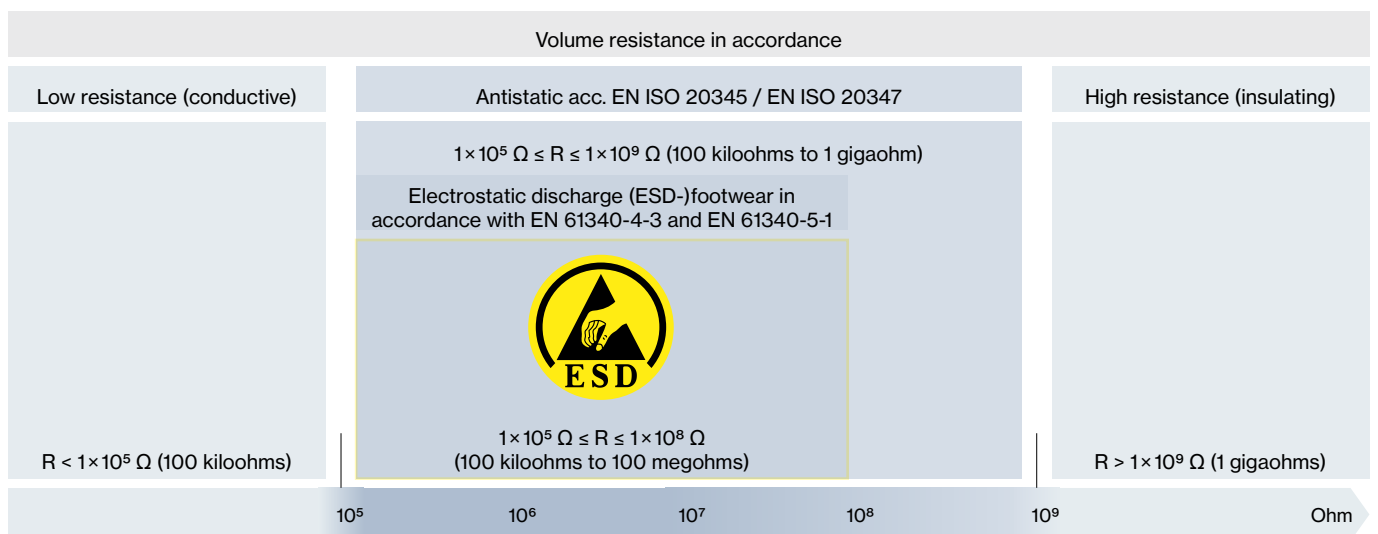 Volume resistance in accordance
Low resistance (conductive)
Antistatic acc. EN ISO 20345 / EN ISO 20347
High resistance (insulating)
1×10⁵ Ω ≤ R ≤ 1×10⁹ Ω (100 kiloohms to 1 gigaohm)
Electrostatic discharge (ESD-)footwear in
accordance with EN 61340-4-3 and EN 61340-5-1
ESD
1×10⁵ Ω ≤ R ≤ 1×10⁸ Ω
(100 kiloohms to 100 megohms)
R < 1×10⁵ Ω (100 kiloohms)
R > 1×10⁹ Ω (1 gigaohms)
10⁵ 10⁶ 10⁷ 10⁸ 10⁹ Ohm